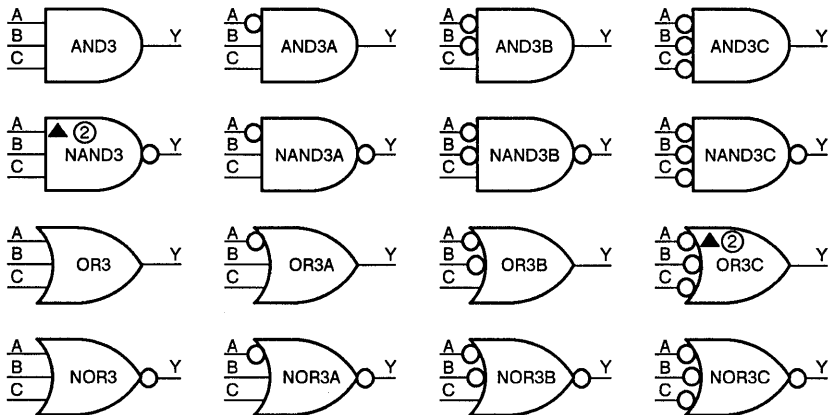 A A A A
B Y B Y B Y B Y
AND3 AND3A AND3B AND3C
C C C C
A ▲ ② A A A
B Y B Y B Y B Y
NAND3 NAND3A NAND3B NAND3C
C C C C
A A A A ▲ ②
B Y B Y B Y B Y
OR3 OR3A OR3B OR3C
C C C C
A A A A
B Y B Y B Y B Y
NOR3 NOR3A NOR3B NOR3C
C C C C